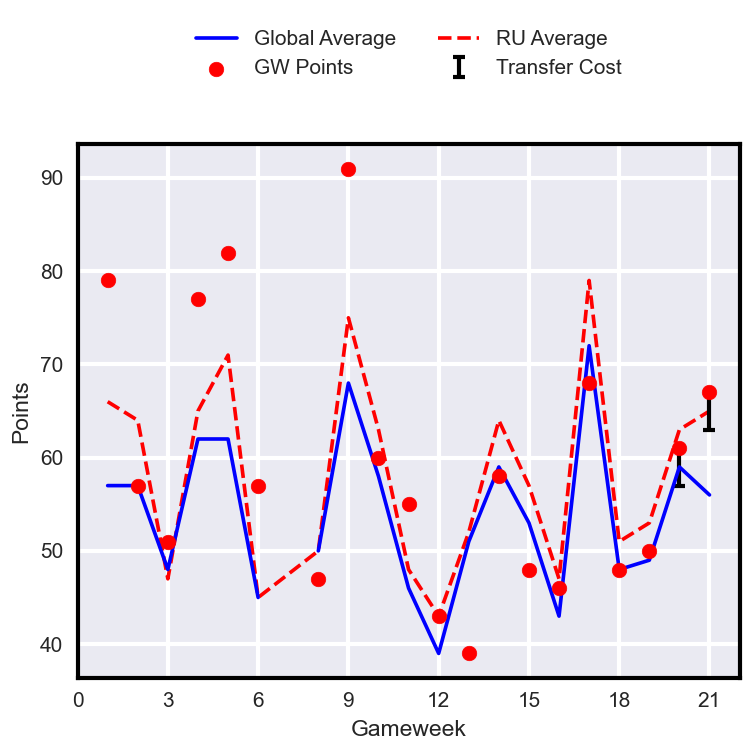 Global Average
RU Average
GW Points
Transfer Cost
90
80
70
60
50
40
Points
0 3 6 9 12 15 18 21
Gameweek